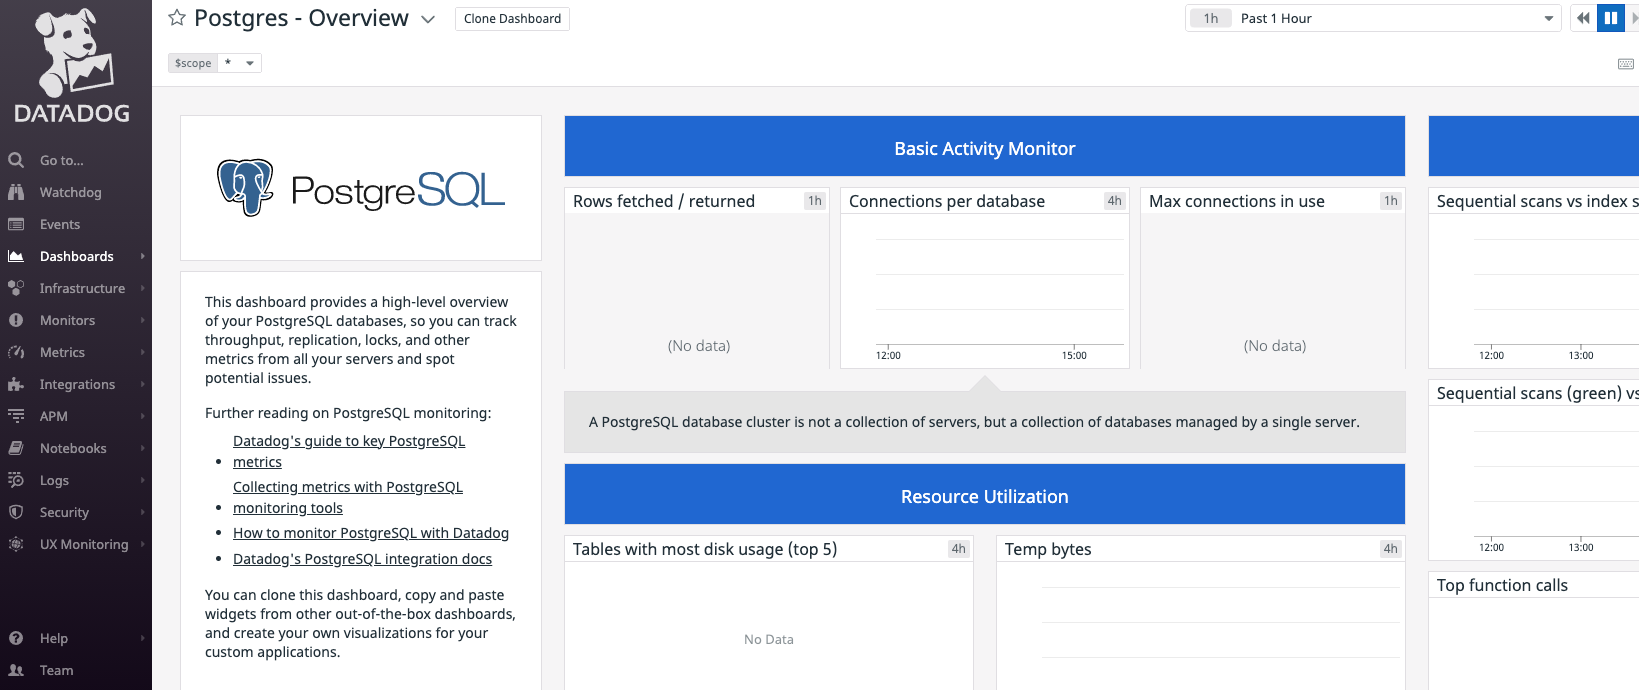 DATADOG
Go to...
Watchdog
Events
Dashboards
Infrastructure
Monitors
Metrics
Integrations
APM
Notebooks
Logs
Security
UX Monitoring
Help
Team
Postgres - Overview
Clone Dashboard
1h Past 1 Hour
$scope *
PostgreSQL
This dashboard provides a high-level overview
of your PostgreSQL databases, so you can track
throughput, replication, locks, and other
metrics from all your servers and spot
potential issues.
Further reading on PostgreSQL monitoring:
Datadog's guide to key PostgreSQL
• metrics
Collecting metrics with PostgreSQL
• monitoring tools
• How to monitor PostgreSQL with Datadog
• Datadog's PostgreSQL integration docs
You can clone this dashboard, copy and paste
widgets from other out-of-the-box dashboards,
and create your own visualizations for your
custom applications.
Basic Activity Monitor
Rows fetched / returned 1h
(No data)
Connections per database 4h
12:00 15:00
Max connections in use 1h
(No data)
A PostgreSQL database cluster is not a collection of servers, but a collection of databases managed by a single server.
Resource Utilization
Tables with most disk usage (top 5) 4h
No Data
Temp bytes 4h
Sequential scans vs index s
12:00 13:00
Sequential scans (green) vs
12:00 13:00
Top function calls